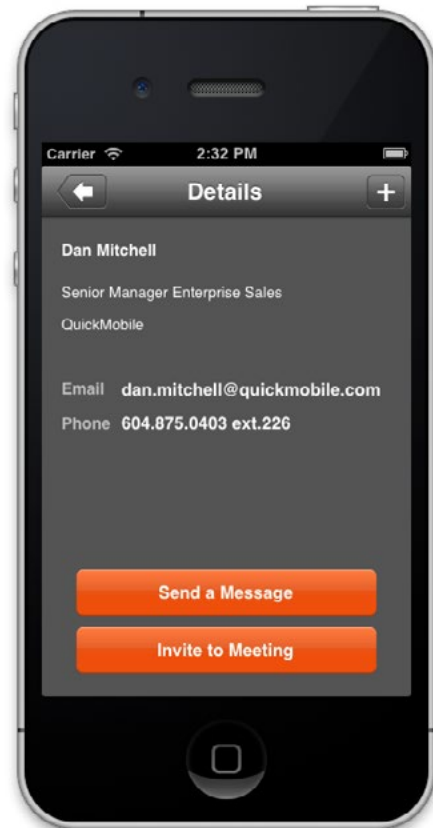 Carrier 2:32 PM
Details +
Dan Mitchell
Senior Manager Enterprise Sales
QuickMobile
Email dan.mitchell@quickmobile.com
Phone 604.875.0403 ext.226
Send a Message
Invite to Meeting